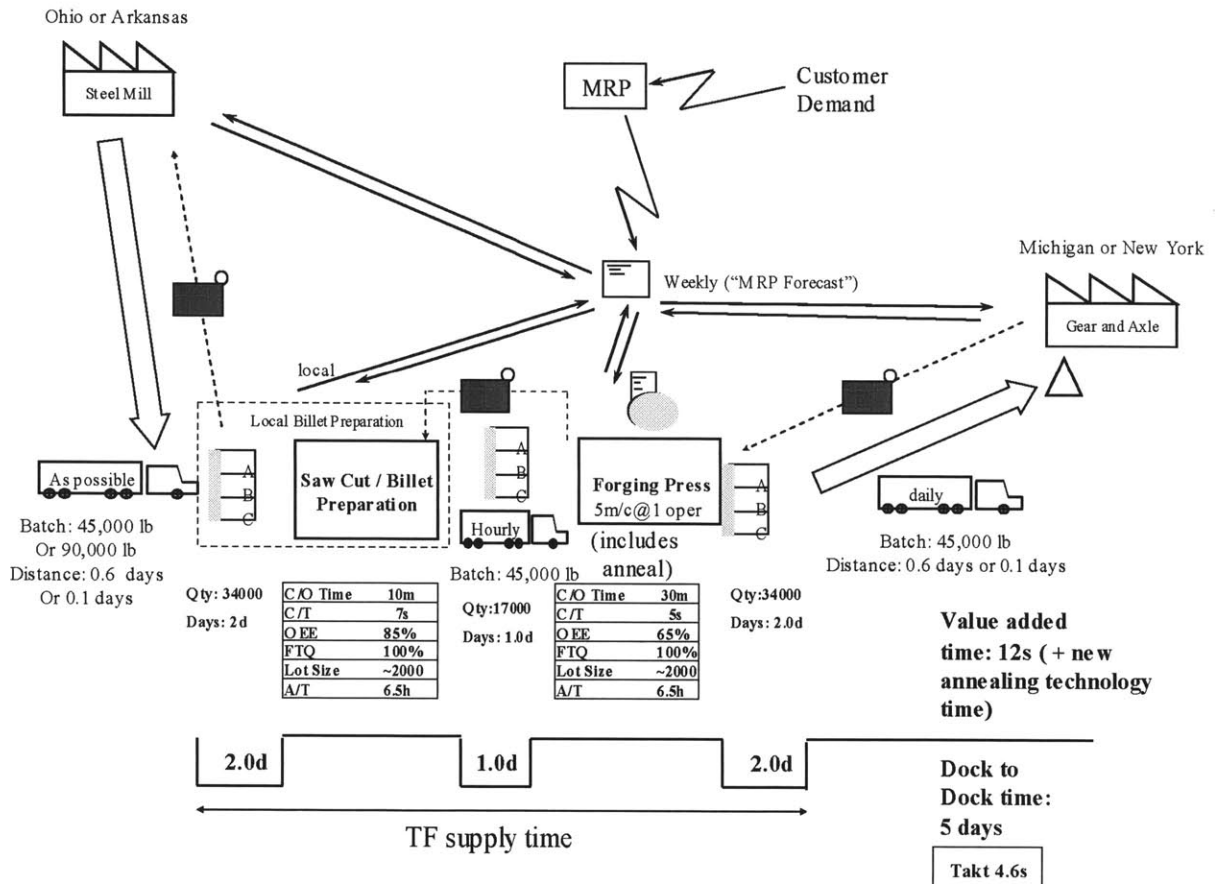 Ohio or Arkansas
Steel Mill
MRP
Customer
Demand
Michigan or New York
Gear and Axle
Weekly (“MRP Forecast”)
local
Local Billet Preparation
Saw Cut / Billet
Preparation
A
B
C
A
B
C
Forging Press
5m/c@1 oper
(includes
anneal)
A
B
C
As possible
Hourly
daily
Batch: 45,000 lb
Or 90,000 lb
Distance: 0.6 days
Or 0.1 days
Batch: 45,000 lb
Batch: 45,000 lb
Distance: 0.6 days or 0.1 days
Qty: 34000
Days: 2d
C/O Time 10m
C/T 7s
OEE 85%
FTQ 100%
Lot Size ~2000
A/T 6.5h
Qty:17000
Days: 1.0d
C/O Time 30m
C/T 5s
OEE 65%
FTQ 100%
Lot Size ~2000
A/T 6.5h
Qty:34000
Days: 2.0d
Value added
time: 12s ( + new
annealing technology
time)
2.0d
1.0d
2.0d
TF supply time
Dock to
Dock time:
5 days
Takt 4.6s